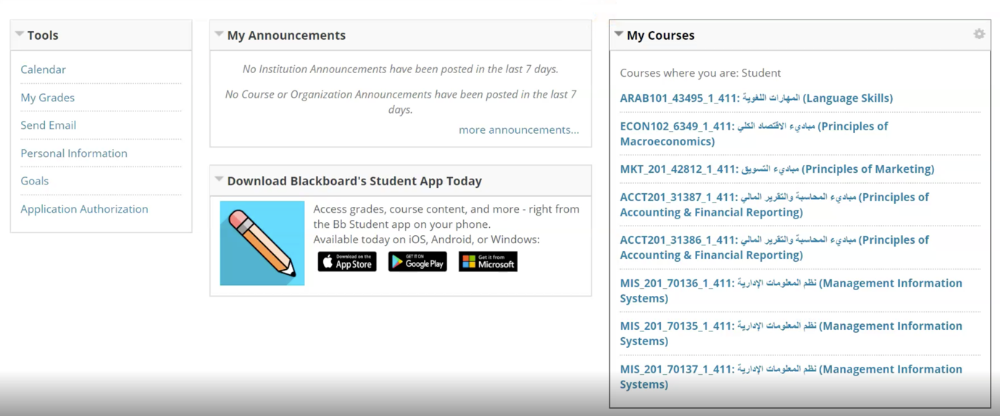 Tools
Calendar
My Grades
Send Email
Personal Information
Goals
Application Authorization
My Announcements
No Institution Announcements have been posted in the last 7 days.
No Course or Organization Announcements have been posted in the last 7
days.
more announcements...
Download Blackboard's Student App Today
Access grades, course content, and more - right from
the Bb Student app on your phone.
Available today on iOS, Android, or Windows:
Download on the
App Store
GET IT ON
Google Play
Get it from
Microsoft
My Courses
Courses where you are: Student
ARAB101_43495_1_411: المهارات اللغوية (Language Skills)
ECON102_6349_1_411: مباديء الاقتصاد الكلي (Principles of
Macroeconomics)
MKT_201_42812_1_411: مباديء التسويق (Principles of Marketing)
ACCT201_31387_1_411: مباديء المحاسبة والتقرير المالي (Principles of
Accounting & Financial Reporting)
ACCT201_31386_1_411: مباديء المحاسبة والتقرير المالي (Principles of
Accounting & Financial Reporting)
MIS_201_70136_1_411: نظم المعلومات الإدارية (Management Information
Systems)
MIS_201_70135_1_411: نظم المعلومات الإدارية (Management Information
Systems)
MIS_201_70137_1_411: نظم المعلومات الإدارية (Management Information
Systems)